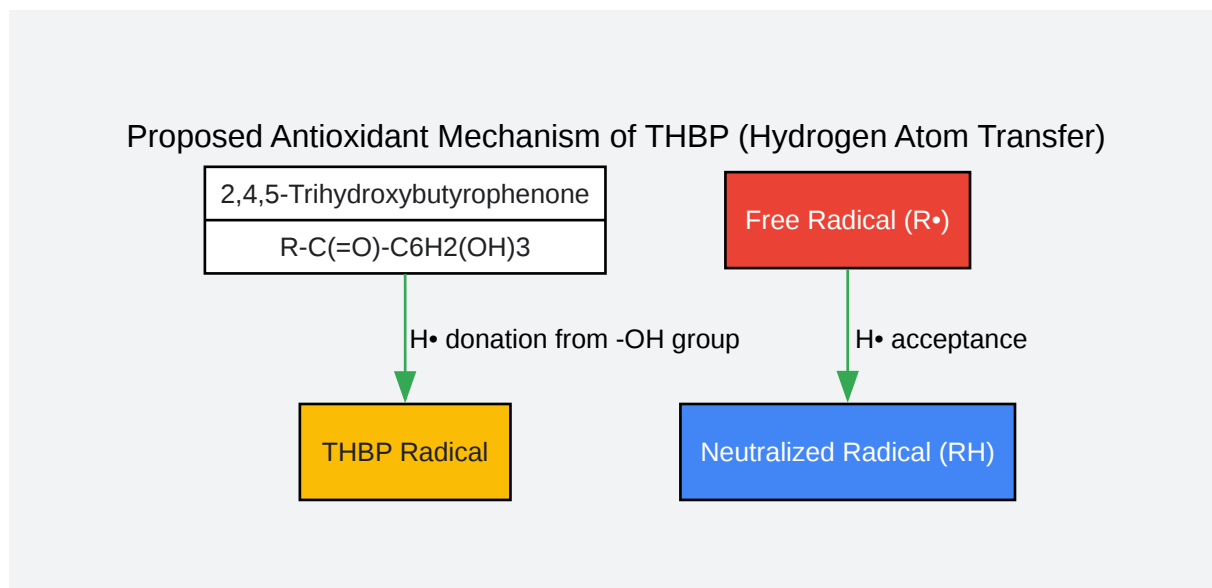 Proposed Antioxidant Mechanism of THBP (Hydrogen Atom Transfer)
2,4,5-Trihydroxybutyrophenone
R-C(=O)-C6H2(OH)3
Free Radical (R•)
H• donation from -OH group
H• acceptance
THBP Radical
Neutralized Radical (RH)